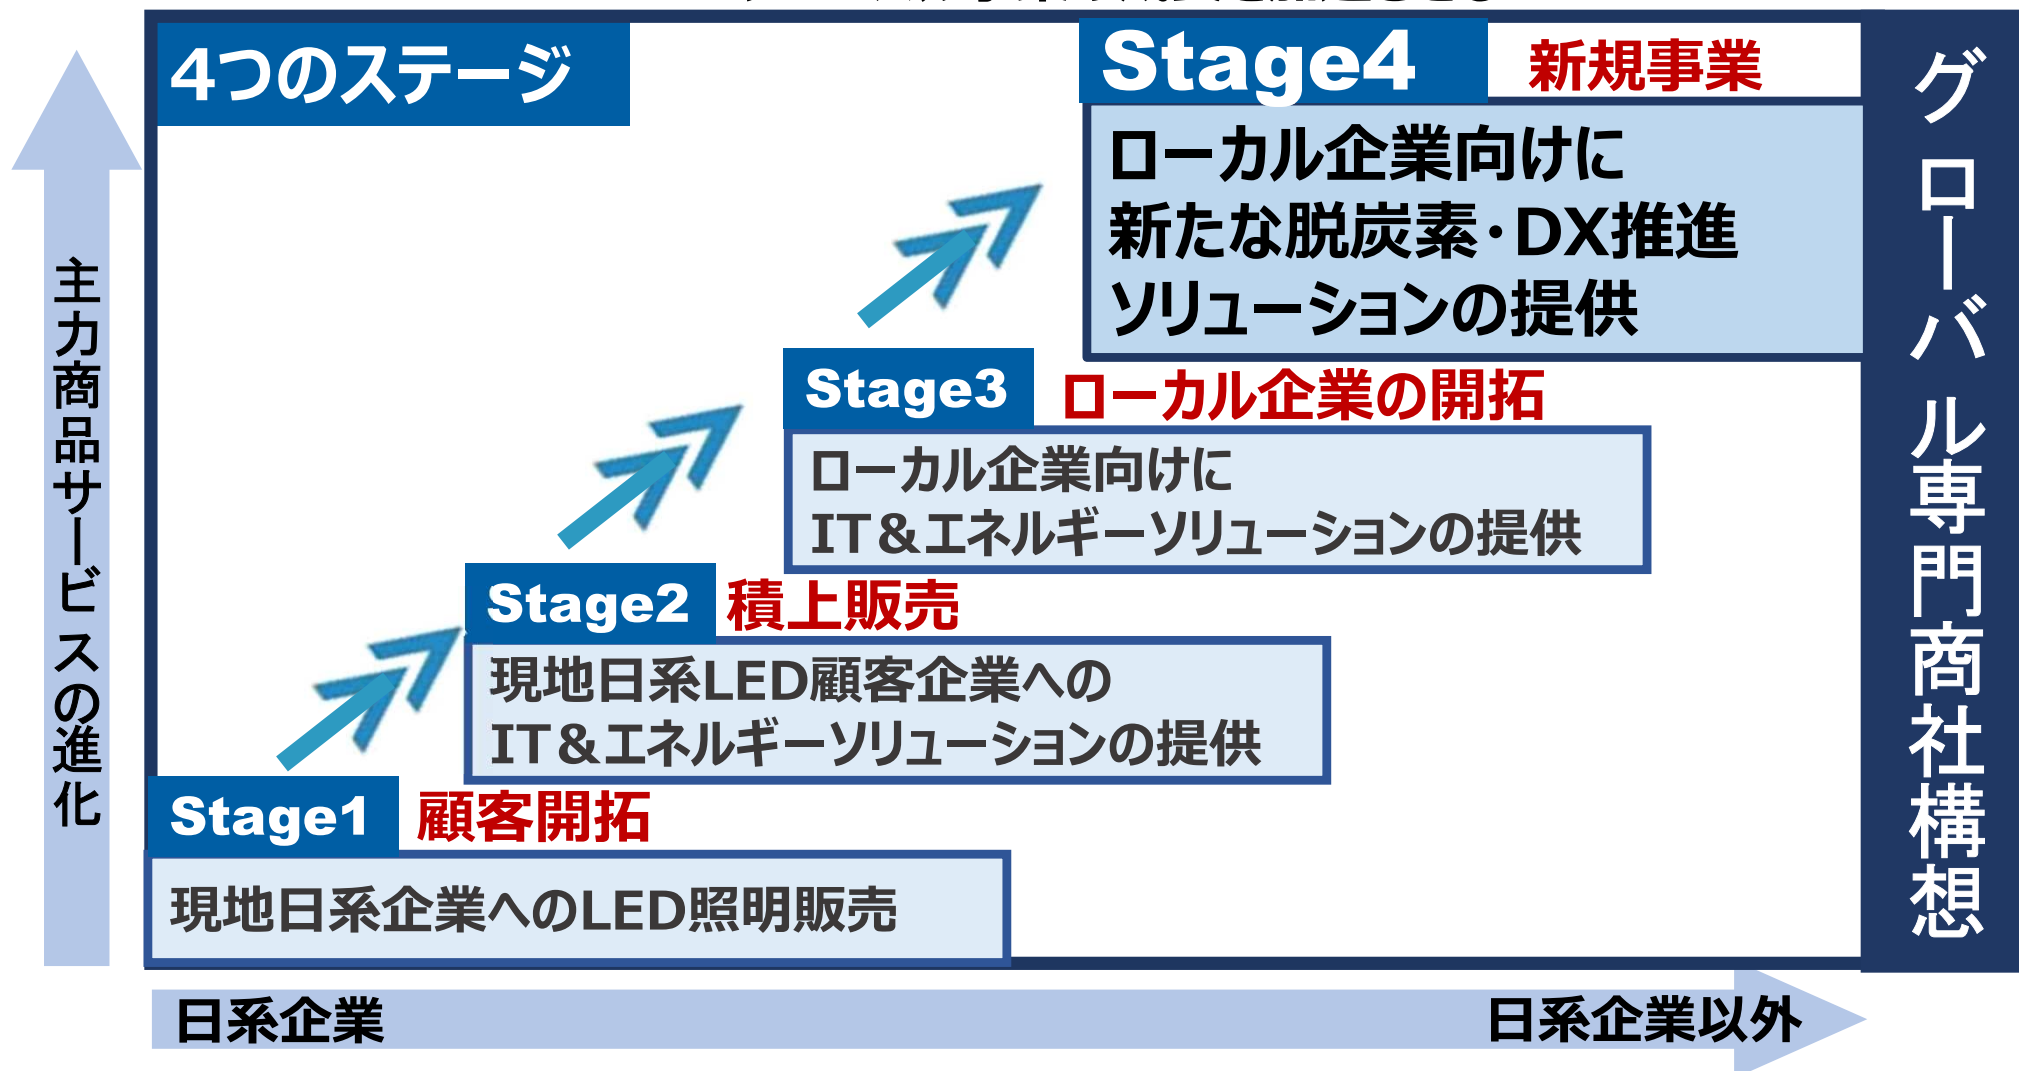 4つのステージ
Stage4 新規事業
ローカル企業向けに
新たな脱炭素・DX推進
ソリューションの提供
Stage3 ローカル企業の開拓
ローカル企業向けに
IT＆エネルギーソリューションの提供
Stage2 積上販売
現地日系LED顧客企業への
IT＆エネルギーソリューションの提供
Stage1 顧客開拓
現地日系企業へのLED照明販売
主力商品サービスの進化
日系企業
日系企業以外
グローバル専門商社構想